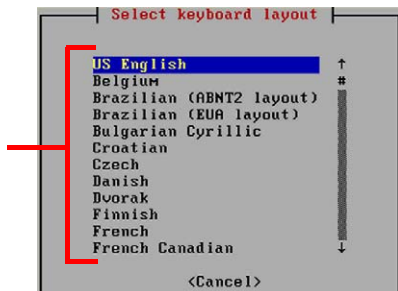 Select keyboard layout
US English
Belgium
Brazilian (ABNT2 layout)
Brazilian (EUA layout)
Bulgarian Cyrillic
Croatian
Czech
Danish
Dvorak
Finnish
French
French Canadian
<Cancel>